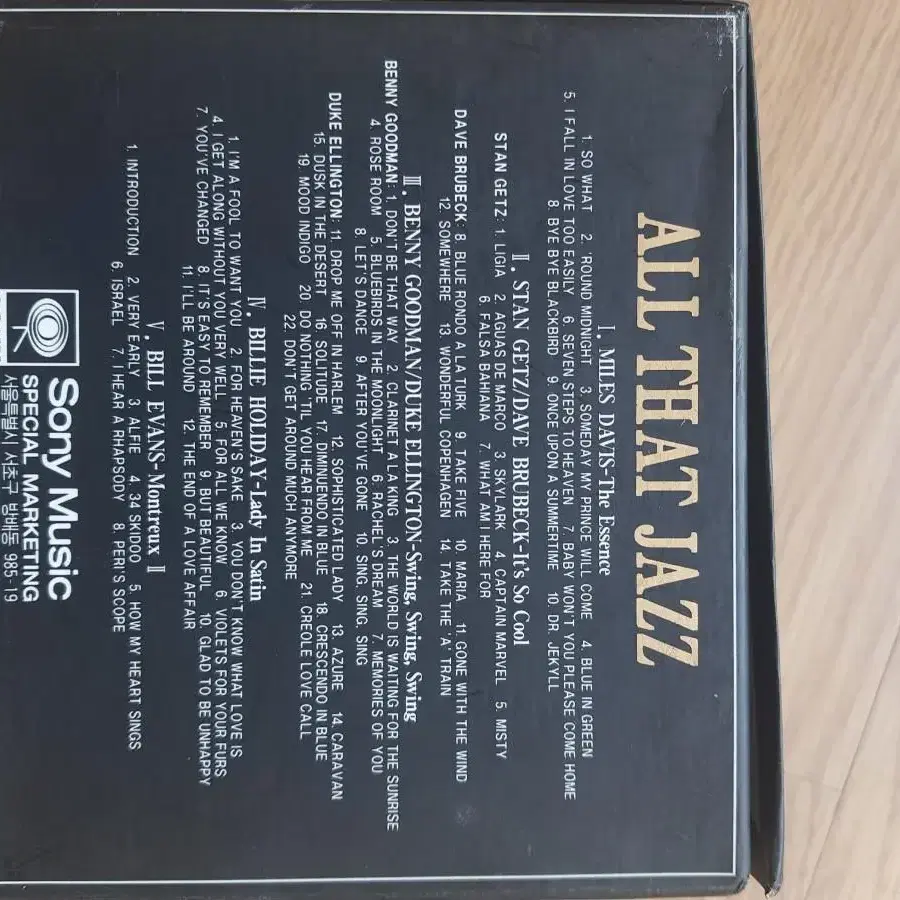 ALL THAT JAZZ
I. MILES DAVIS-The Essence
1. SO WHAT 2. 'ROUND MIDNIGHT 3. SOMEDAY MY PRINCE WILL COME 4. BLUE IN GREEN
5. I FALL IN LOVE TOO EASILY 6. SEVEN STEPS TO HEAVEN 7. BABY WON'T YOU PLEASE COME HOME
8. BYE BYE BLACKBIRD 9. ONCE UPON A SUMMERTIME 10. DR. JEKYLL
II. STAN GETZ/DAVE BRUBECK-It's So Cool
STAN GETZ: 1. LIGIA 2. AGUAS DE MARCO 3. SKYLARK 4. CAPTAIN MARVEL 5. MISTY
6. FALSA BAHIANA 7. WHAT AM I HERE FOR
DAVE BRUBECK: 8. BLUE RONDO A LA TURK 9. TAKE FIVE 10. MARIA 11. GONE WITH THE WIND
12. SOMEWHERE 13. WONDERFUL COPENHAGEN 14. TAKE THE 'A' TRAIN
III. BENNY GOODMAN/DUKE ELLINGTON-Swing, Swing, Swing
BENNY GOODMAN: 1. DON'T BE THAT WAY 2. CLARINET A LA KING 3. THE WORLD IS WAITING FOR THE SUNRISE
4. ROSE ROOM 5. BLUEBIRDS IN THE MOONLIGHT 6. RACHEL'S DREAM 7. MEMORIES OF YOU
8. LET'S DANCE 9. AFTER YOU'VE GONE 10. SING, SING, SING
DUKE ELLINGTON: 11. DROP ME OFF IN HARLEM 12. SOPHISTICATED LADY 13. AZURE 14. CARAVAN
15. DUSK IN THE DESERT 16. SOLITUDE 17. DIMINUENDO IN BLUE 18. CRESCENDO IN BLUE
19. MOOD INDIGO 20. DO NOTHING 'TIL YOU HEAR FROM ME 21. CREOLE LOVE CALL
22. DON'T GET AROUND MUCH ANYMORE
IV. BILLIE HOLIDAY-Lady In Satin
1. I'M A FOOL TO WANT YOU 2. FOR HEAVEN'S SAKE 3. YOU DON'T KNOW WHAT LOVE IS
4. I GET ALONG WITHOUT YOU VERY WELL 5. FOR ALL WE KNOW 6. VIOLETS FOR YOUR FURS
7. YOU'VE CHANGED 8. IT'S EASY TO REMEMBER 9. BUT BEAUTIFUL 10. GLAD TO BE UNHAPPY
11. I'LL BE AROUND 12. THE END OF A LOVE AFFAIR
V. BILL EVANS-Montreux II
1. INTRODUCTION 2. VERY EARLY 3. ALFIE 4. 34 SKIDOO 5. HOW MY HEART SINGS
6. ISRAEL 7. I HEAR A RHAPSODY 8. PERI'S SCOPE
Sony Music
SPECIAL MARKETING
서울특별시 서초구 방배동 985-19